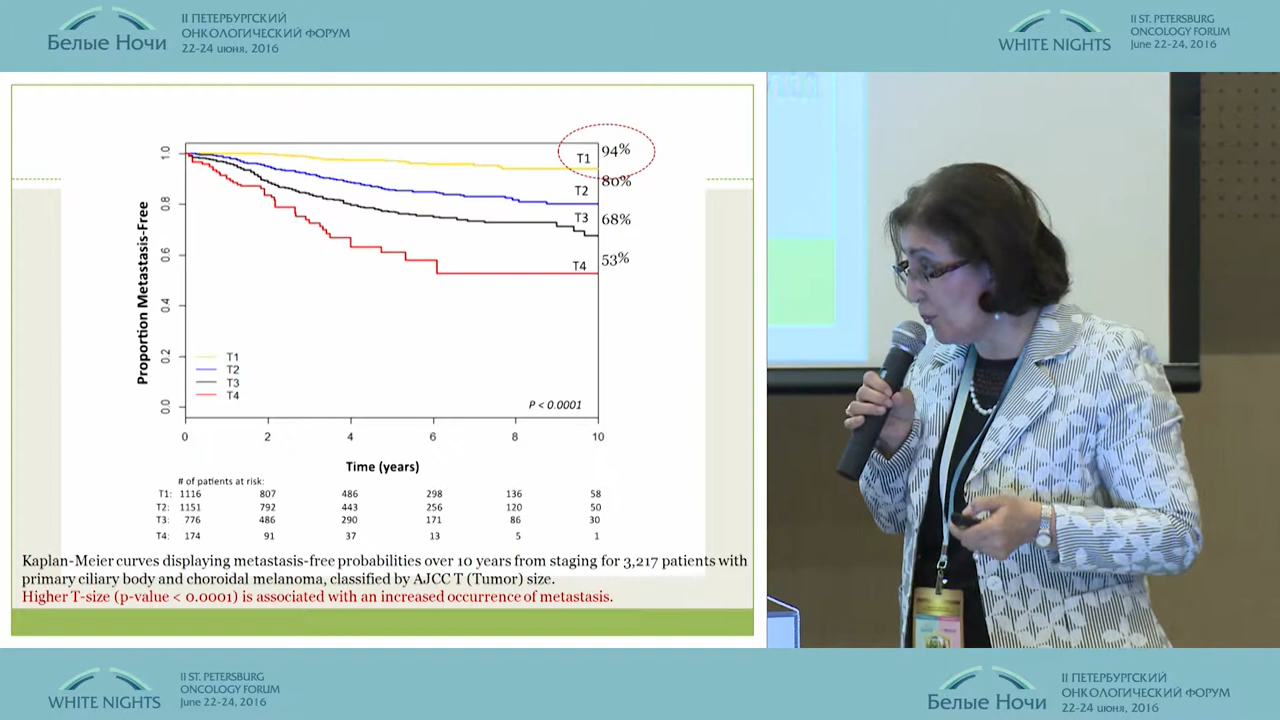 Белые Ночи
II ПЕТЕРБУРГСКИЙ
ОНКОЛОГИЧЕСКИЙ ФОРУМ
22-24 июня, 2016
WHITE NIGHTS
II ST. PETERSBURG
ONCOLOGY FORUM
June 22-24, 2016
Proportion Metastasis-Free
1.0
0.8
0.6
0.4
0.2
0.0
T1 94%
T2 80%
T3 68%
T4 53%
T1
T2
T3
T4
P < 0.0001
0 2 4 6 8 10
Time (years)
# of patients at risk:
T1: 1116 807 486 298 136 58
T2: 1151 792 443 256 120 50
T3: 776 486 290 171 86 30
T4: 174 91 37 13 5 1
Kaplan-Meier curves displaying metastasis-free probabilities over 10 years from staging for 3,217 patients with
primary ciliary body and choroidal melanoma, classified by AJCC T (Tumor) size.
Higher T-size (p-value < 0.0001) is associated with an increased occurrence of metastasis.
WHITE NIGHTS
II ST. PETERSBURG
ONCOLOGY FORUM
June 22-24, 2016
Белые Ночи
II ПЕТЕРБУРГСКИЙ
ОНКОЛОГИЧЕСКИЙ ФОРУМ
22-24 июня, 2016